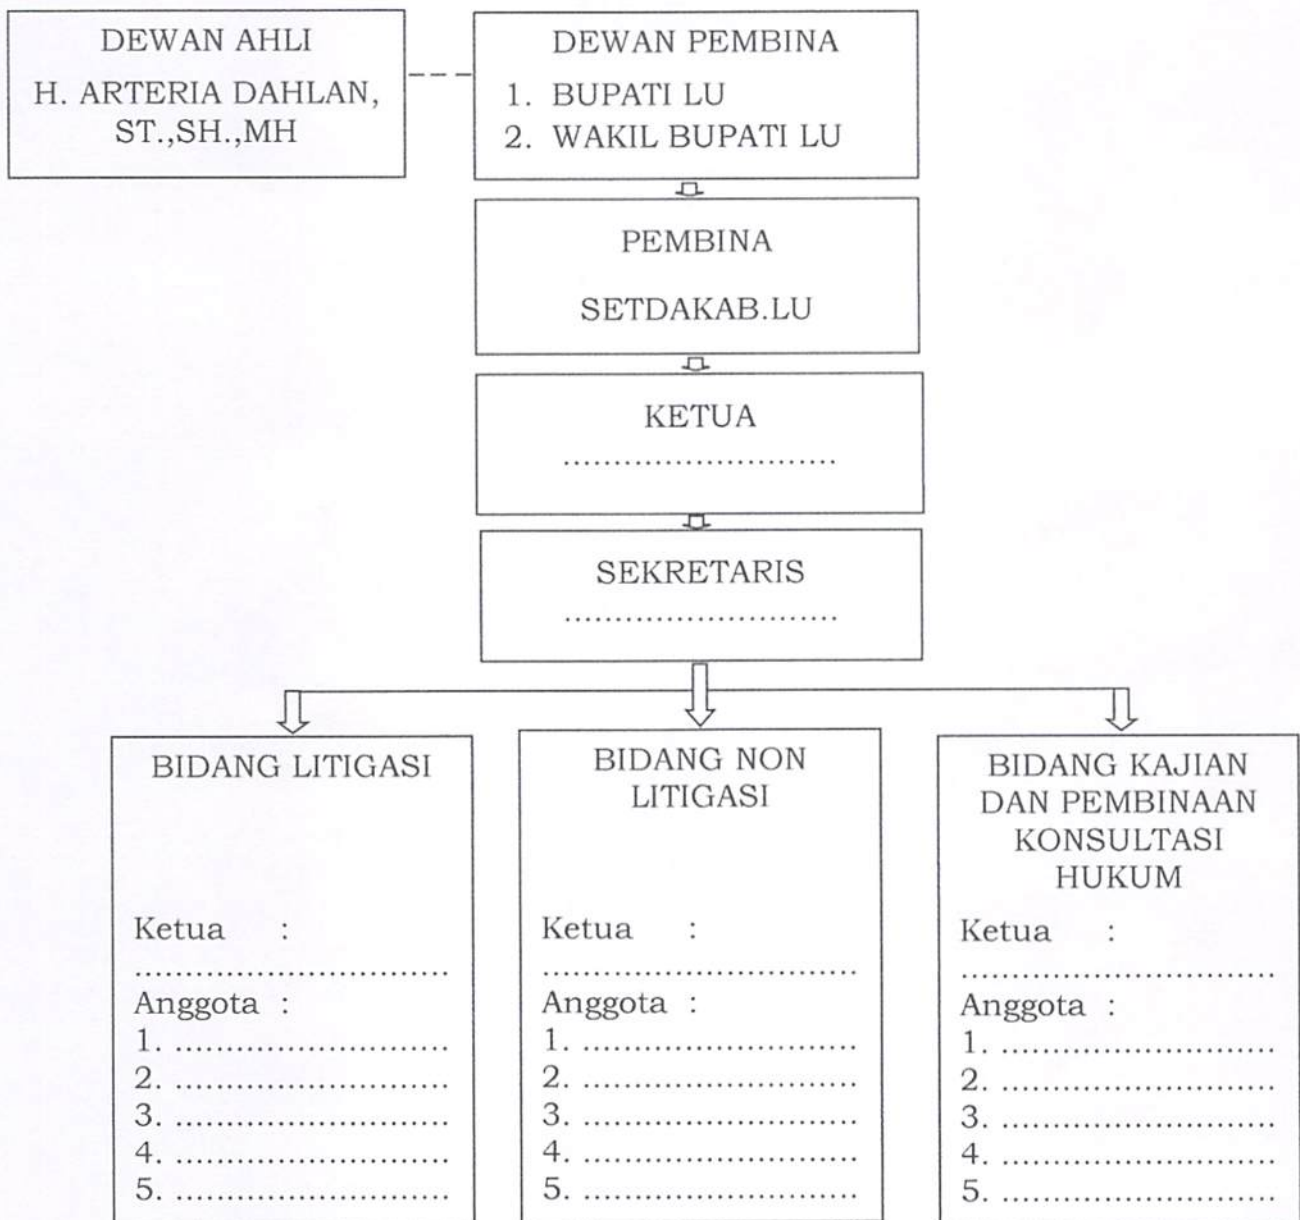 DEWAN AHLI
H. ARTERIA DAHLAN,
ST.,SH.,MH
DEWAN PEMBINA
1. BUPATI LU
2. WAKIL BUPATI LU
PEMBINA
SETDAKAB.LU
KETUA
...........................
SEKRETARIS
...........................
BIDANG LITIGASI
Ketua :
...............................
Anggota :
1. ...........................
2. ...........................
3. ...........................
4. ...........................
5. ...........................
BIDANG NON
LITIGASI
Ketua :
...............................
Anggota :
1. ...........................
2. ...........................
3. ...........................
4. ...........................
5. ...........................
BIDANG KAJIAN
DAN PEMBINAAN
KONSULTASI
HUKUM
Ketua :
...............................
Anggota :
1. ...........................
2. ...........................
3. ...........................
4. ...........................
5. ...........................